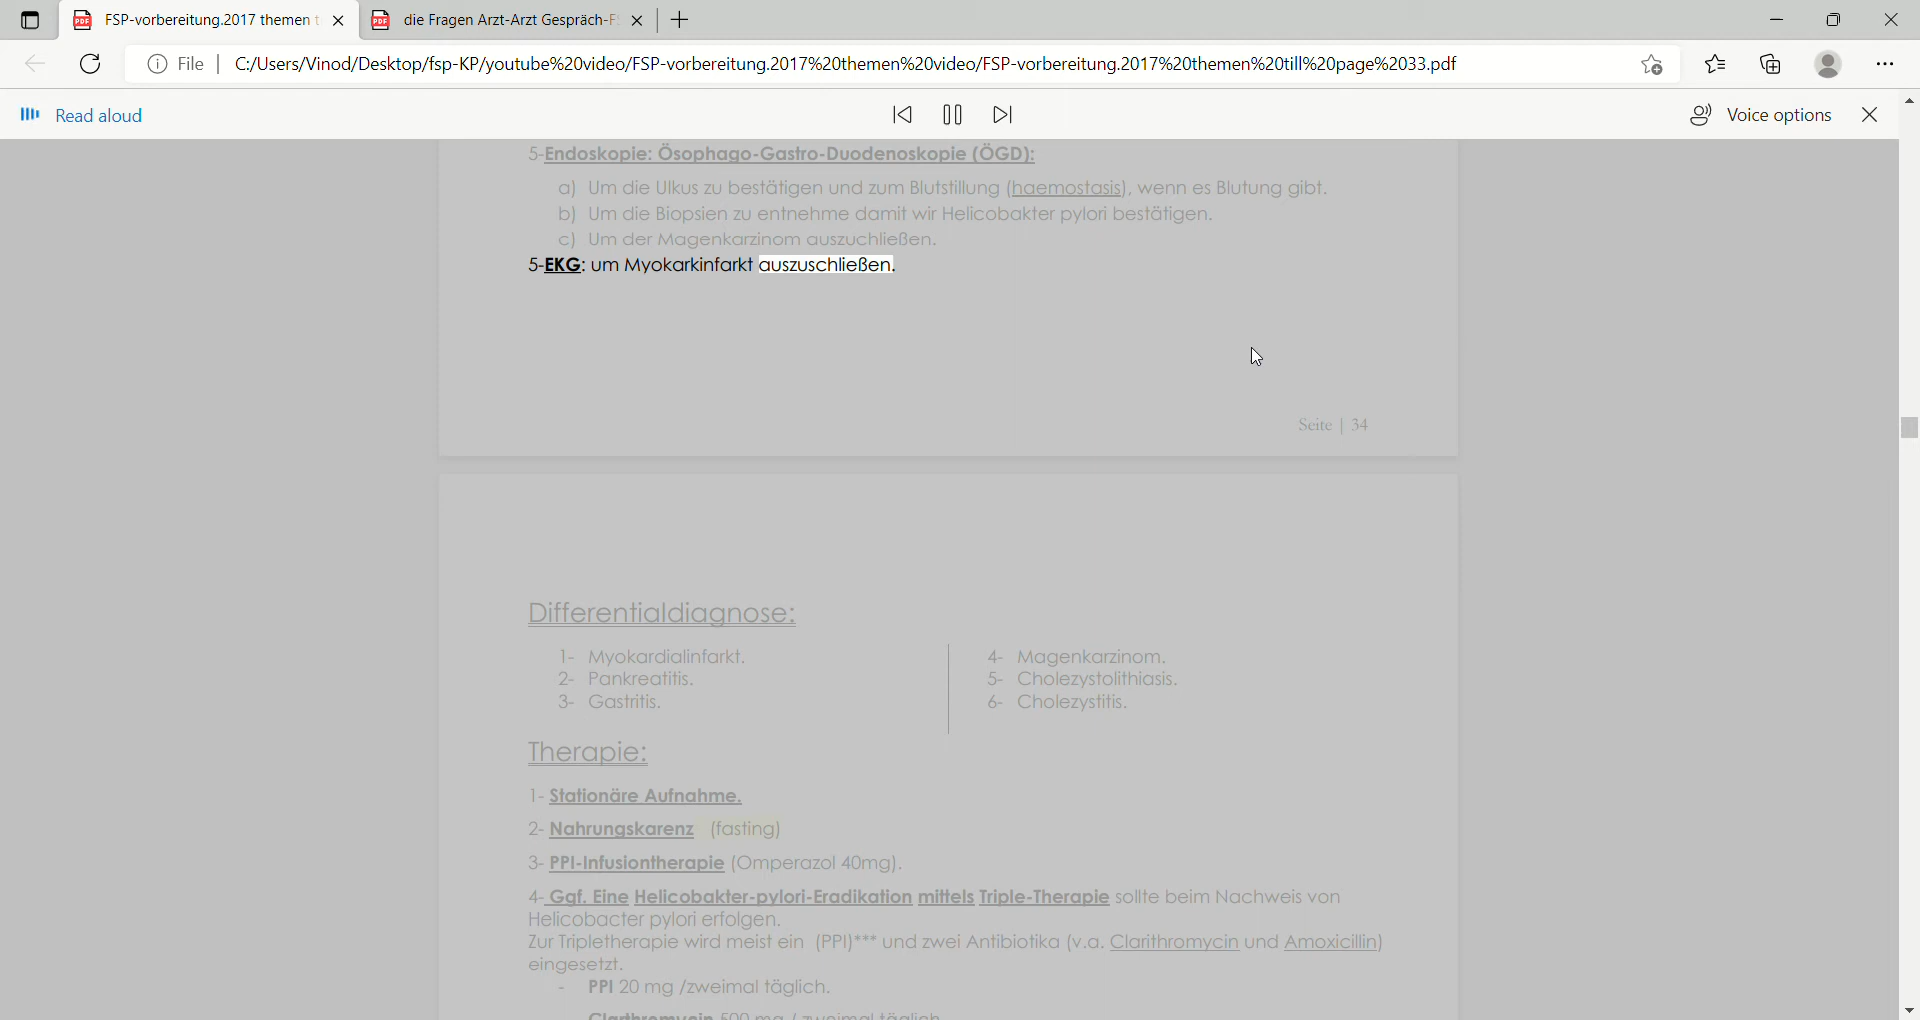 FSP-vorbereitung.2017 themen t
die Fragen Arzt-Arzt Gespräch-F
File
C:/Users/Vinod/Desktop/fsp-KP/youtube%20video/FSP-vorbereitung.2017%20themen%20video/FSP-vorbereitung.2017%20themen%20till%20page%2033.pdf
Read aloud
Voice options
5-Endoskopie: Ösophago-Gastro-Duodenoskopie (ÖGD):
a) Um die Ulkus zu bestätigen und zum Blutstillung (haemostasis), wenn es Blutung gibt.
b) Um die Biopsien zu entnehme damit wir Helicobakter pylori bestätigen.
c) Um der Magenkarzinom auszuchließen.
5-EKG: um Myokarkinfarkt auszuschließen.
Seite | 34
Differentialdiagnose:
1- Myokardialinfarkt.
2- Pankreatitis.
3- Gastritis.
4- Magenkarzinom.
5- Cholezystolithiasis.
6- Cholezystitis.
Therapie:
1- Stationäre Aufnahme.
2- Nahrungskarenz (fasting)
3- PPI-Infusiontherapie (Omperazol 40mg).
4- Ggf. Eine Helicobakter-pylori-Eradikation mittels Triple-Therapie sollte beim Nachweis von
Helicobacter pylori erfolgen.
Zur Tripletherapie wird meist ein (PPI)*** und zwei Antibiotika (v.a. Clarithromycin und Amoxicillin)
eingesetzt.
- PPI 20 mg /zweimal täglich.